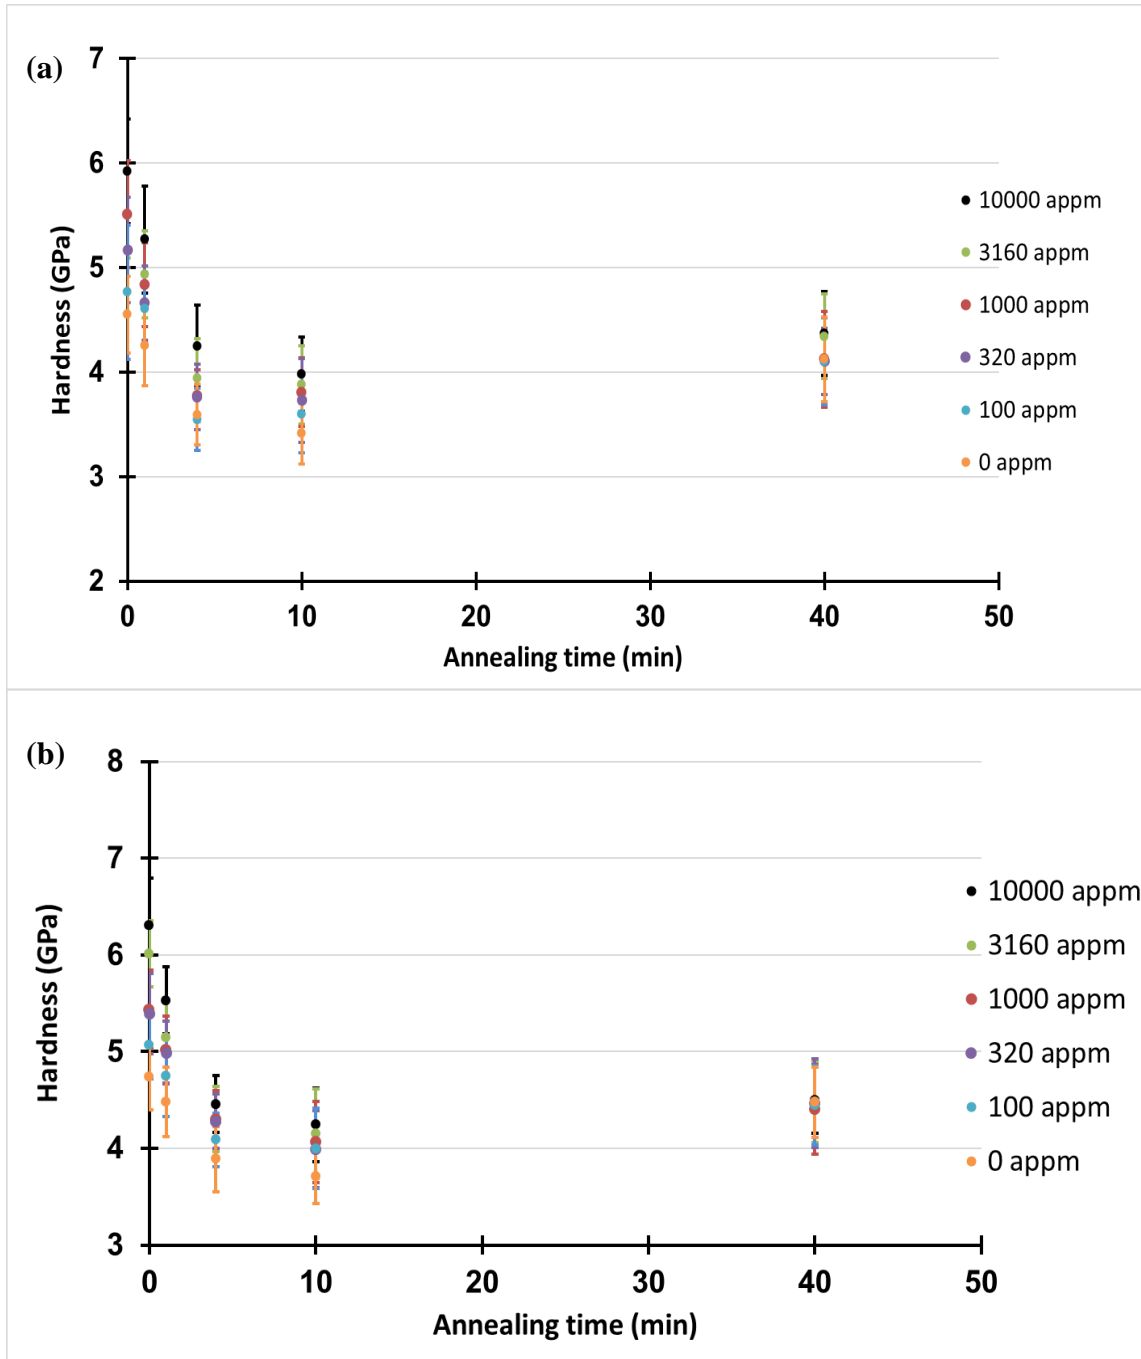 (a)
7
6
5
4
3
2
Hardness (GPa)
0 10 20 30 40 50
Annealing time (min)
10000 appm
3160 appm
1000 appm
320 appm
100 appm
0 appm
(b)
8
7
6
5
4
3
Hardness (GPa)
0 10 20 30 40 50
Annealing time (min)
10000 appm
3160 appm
1000 appm
320 appm
100 appm
0 appm